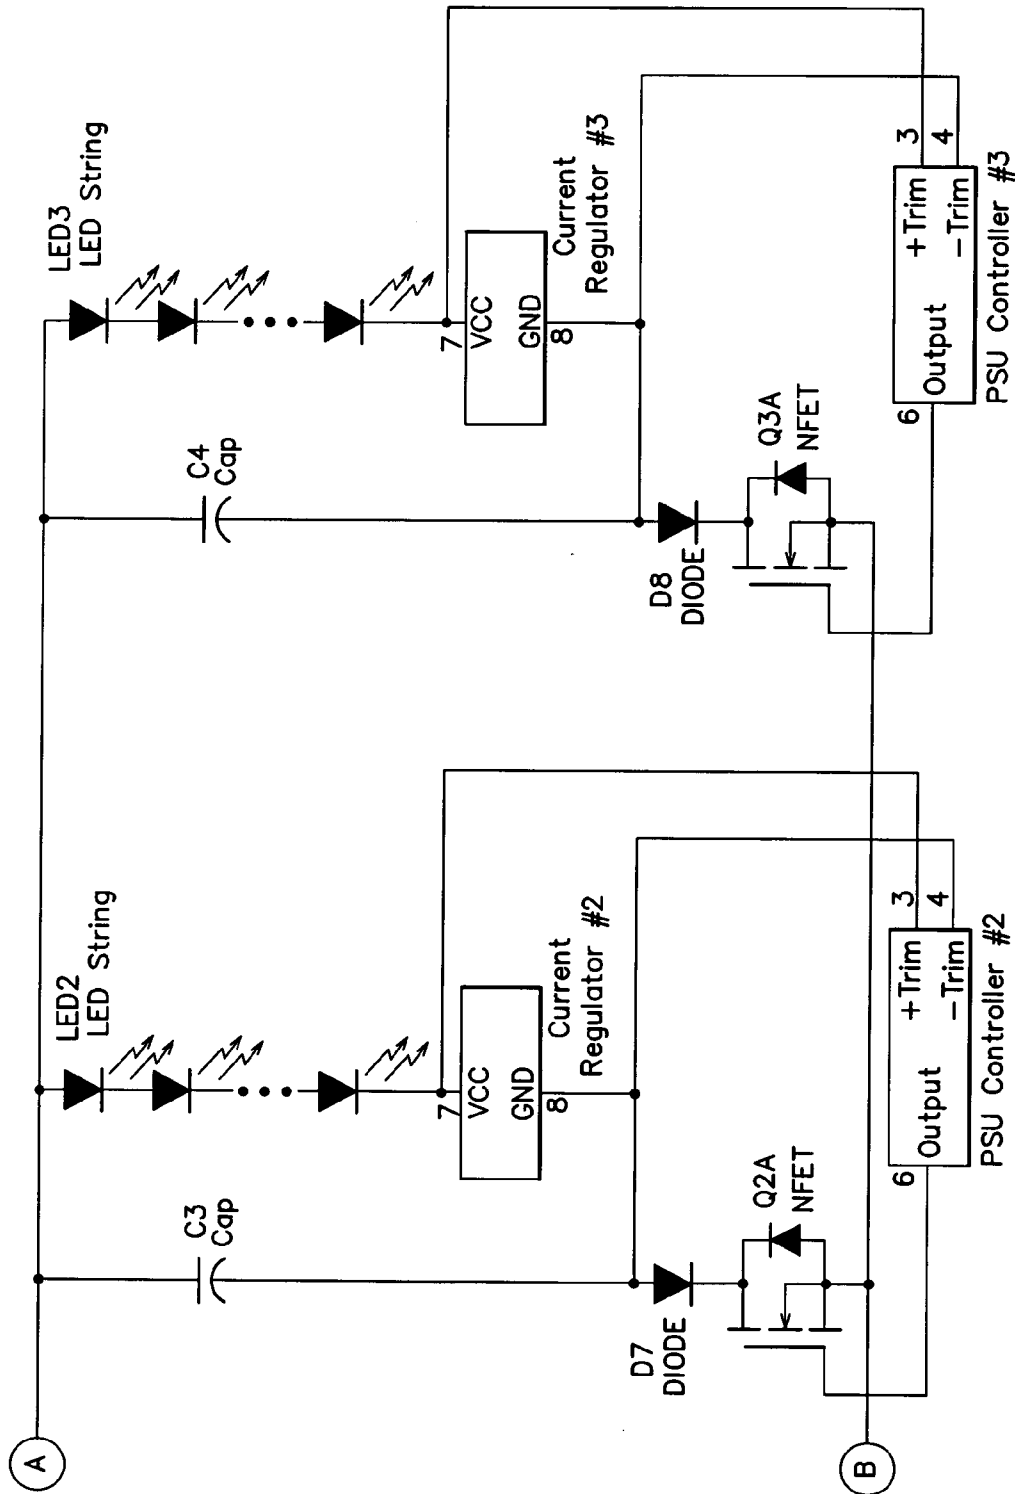 A
B
C3
Cap
LED2
LED String
7
VCC
GND
8
Current
Regulator #2
D7
DIODE
Q2A
NFET
6
Output
+Trim
-Trim
3
4
PSU Controller #2
C4
Cap
LED3
LED String
7
VCC
GND
8
Current
Regulator #3
D8
DIODE
Q3A
NFET
6
Output
+Trim
-Trim
3
4
PSU Controller #3